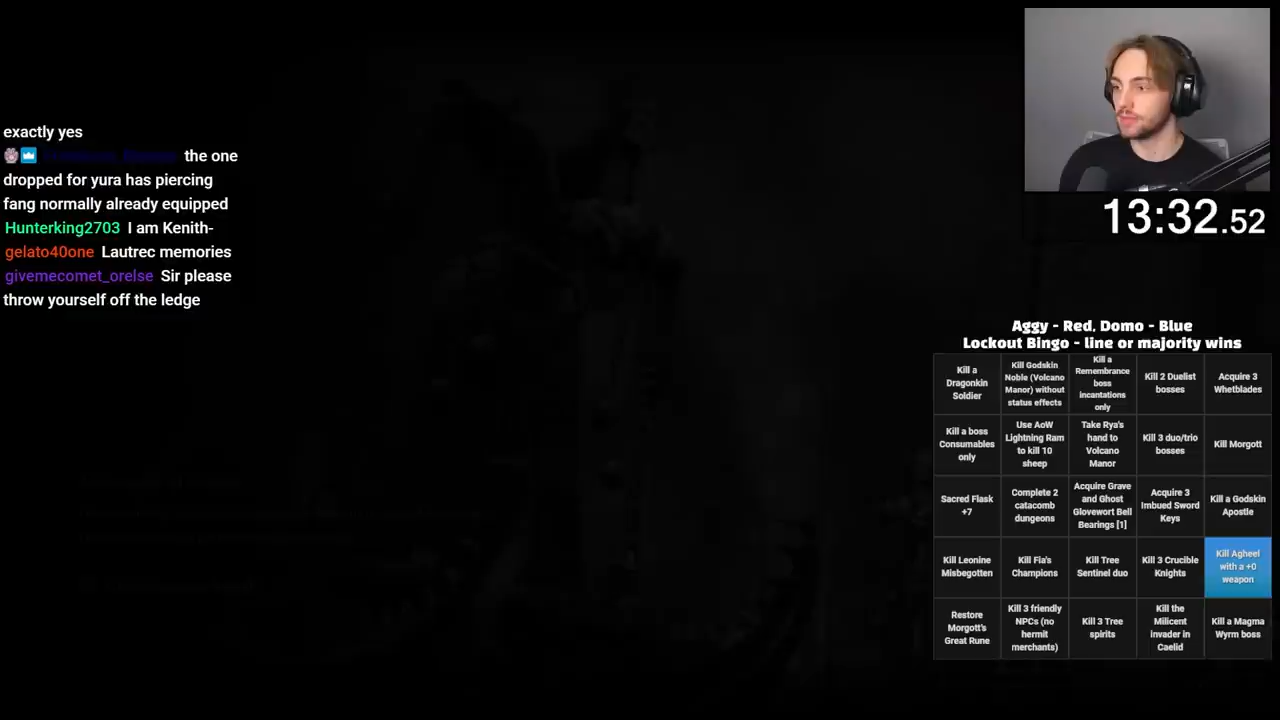 exactly yes
the one
dropped for yura has piercing
fang normally already equipped
Hunterking2703 I am Kenith-
gelato40one Lautrec memories
givemecomet_orelse Sir please
throw yourself off the ledge
13:32.52
Aggy - Red, Domo - Blue
Lockout Bingo - line or majority wins
Kill a
Dragonkin
Soldier
Kill Godskin
Noble (Volcano
Manor) without
status effects
Kill a
Remembrance
boss
incantations
only
Kill 2 Duelist
bosses
Acquire 3
Whetblades
Kill a boss
Consumables
only
Use AoW
Lightning Ram
to kill 10
sheep
Take Rya's
hand to
Volcano
Manor
Kill 3 duo/trio
bosses
Kill Morgott
Sacred Flask
+7
Complete 2
catacomb
dungeons
Acquire Grave
and Ghost
Glovewort Bell
Bearings [1]
Acquire 3
Imbued Sword
Keys
Kill a Godskin
Apostle
Kill Leonine
Misbegotten
Kill Fia's
Champions
Kill Tree
Sentinel duo
Kill 3 Crucible
Knights
Kill Agheel
with a +0
weapon
Restore
Morgott's
Great Rune
Kill 3 friendly
NPCs (no
hermit
merchants)
Kill 3 Tree
spirits
Kill the
Milicent
invader in
Caelid
Kill a Magma
Wyrm boss